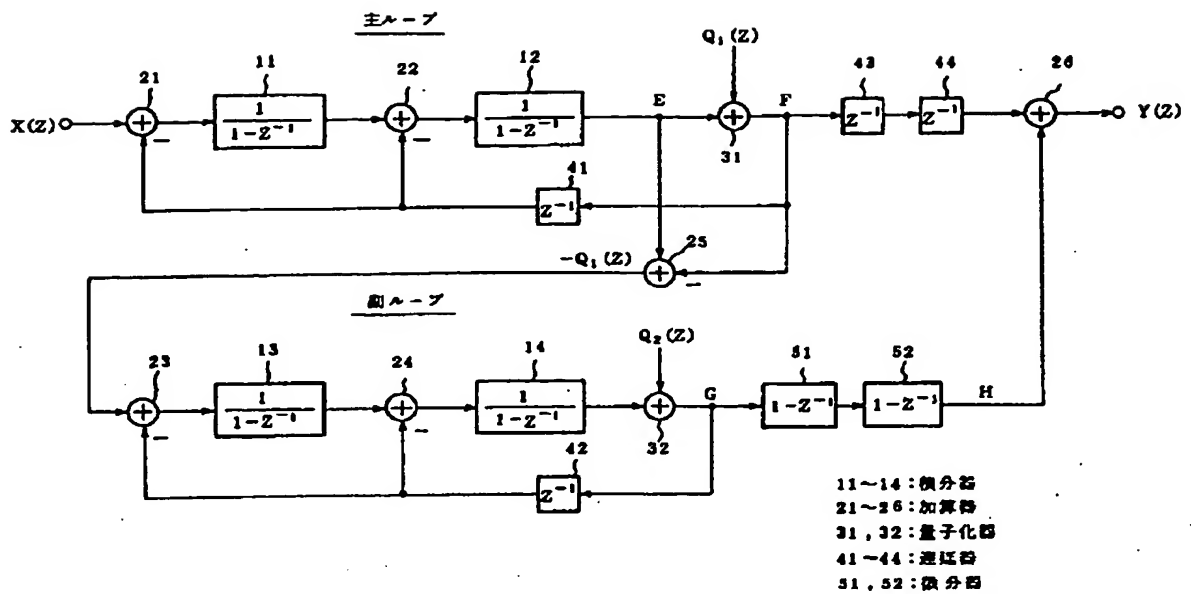 主ループ
Q₁(Z)
21
11
22
12
43
44
26
X(Z)
+
1
1−Z⁻¹
+
1
1−Z⁻¹
E
+
F
Z⁻¹
Z⁻¹
+
Y(Z)
−
−
31
41
Z⁻¹
25
−Q₁(Z)
+
−
副ループ
Q₂(Z)
23
13
24
14
51
52
+
1
1−Z⁻¹
+
1
1−Z⁻¹
+
G
1−Z⁻¹
1−Z⁻¹
H
−
−
32
42
Z⁻¹
11~14:積分器
21~26:加算器
31,32:量子化器
41~44:遅延器
51,52:微分器